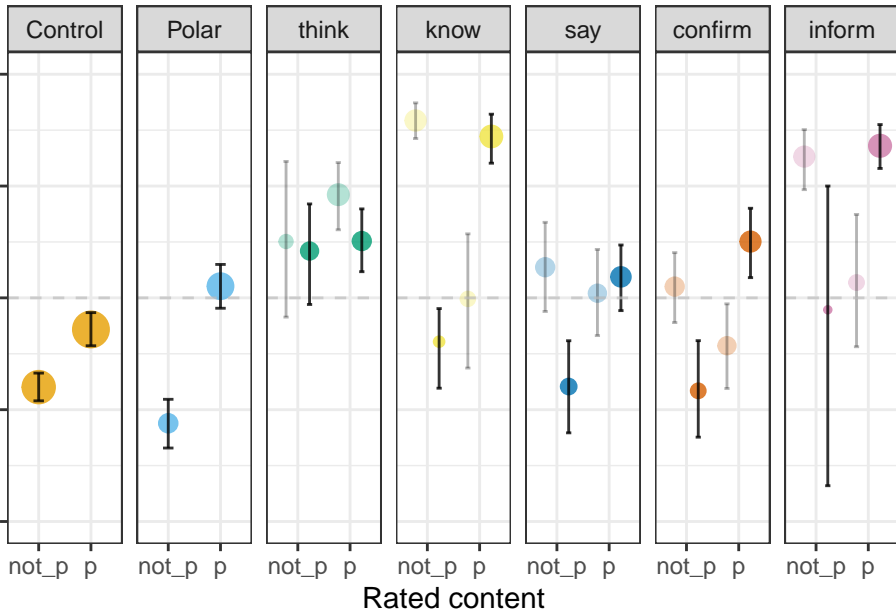 Control Polar think know say confirm inform
not_p p not_p p not_p p not_p p not_p p not_p p not_p p
Rated content